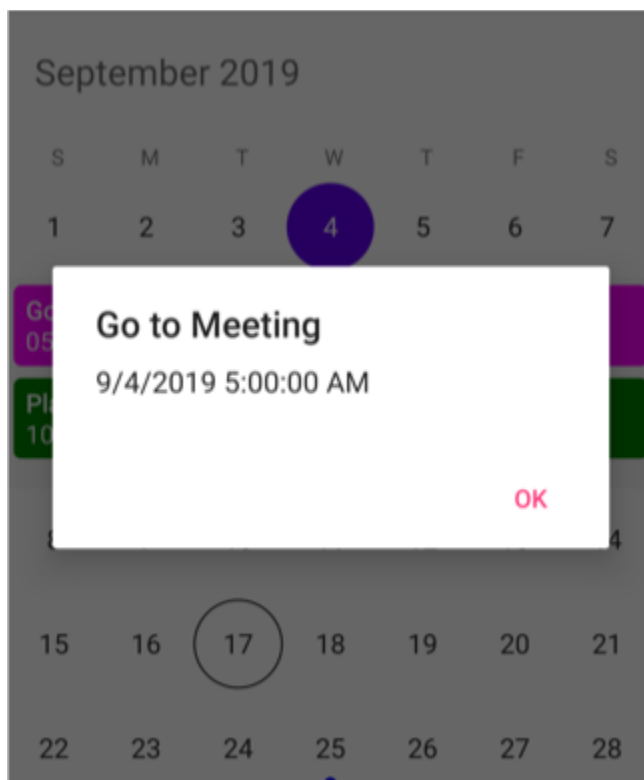 September 2019
S M T W T F S
1 2 3 4 5 6 7
Go to Meeting
9/4/2019 5:00:00 AM
OK
15 16 17 18 19 20 21
22 23 24 25 26 27 28